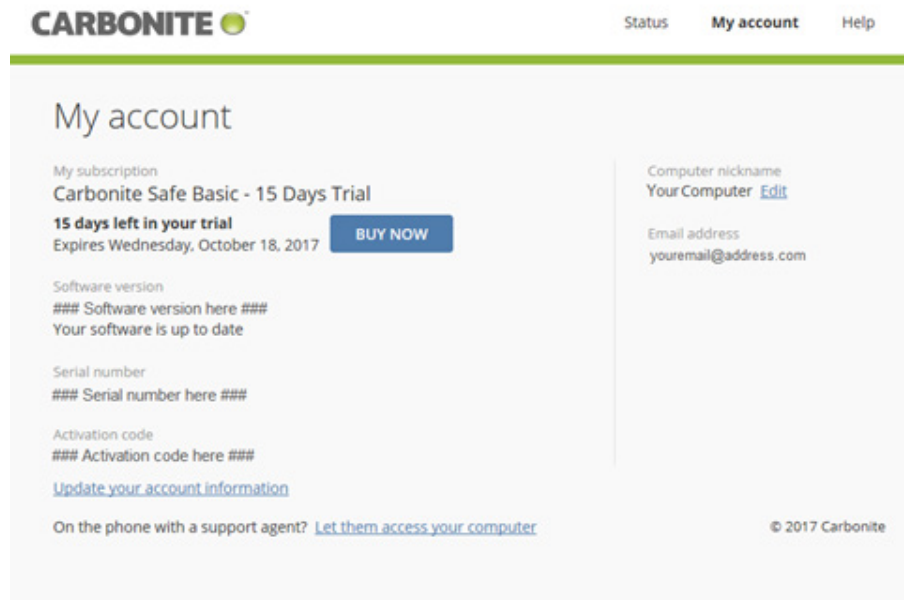 CARBONITE
Status My account Help
My account
My subscription
Carbonite Safe Basic - 15 Days Trial
15 days left in your trial
Expires Wednesday, October 18, 2017
BUY NOW
Software version
### Software version here ###
Your software is up to date
Serial number
### Serial number here ###
Activation code
### Activation code here ###
Update your account information
On the phone with a support agent? Let them access your computer
Computer nickname
YourComputer Edit
Email address
youremail@address.com
© 2017 Carbonite